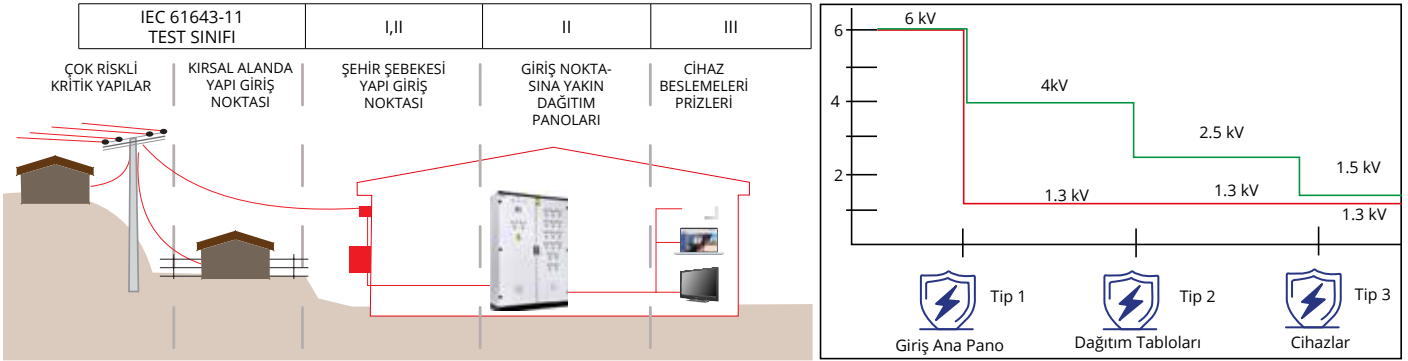 IEC 61643-11
TEST SINIFI
I,II
II
III
ÇOK RİSKLİ
KRİTİK YAPILAR
KIRSAL ALANDA
YAPI GİRİŞ
NOKTASI
ŞEHİR ŞEBEKESİ
YAPI GİRİŞ
NOKTASI
GİRİŞ NOKTA-
SINA YAKIN
DAĞITIM
PANOLARI
CİHAZ
BESLEMELERİ
PRİZLERİ
6
4
2
6 kV
4kV
2.5 kV
1.5 kV
1.3 kV
1.3 kV
1.3 kV
Tip 1
Giriş Ana Pano
Tip 2
Dağıtım Tabloları
Tip 3
Cihazlar